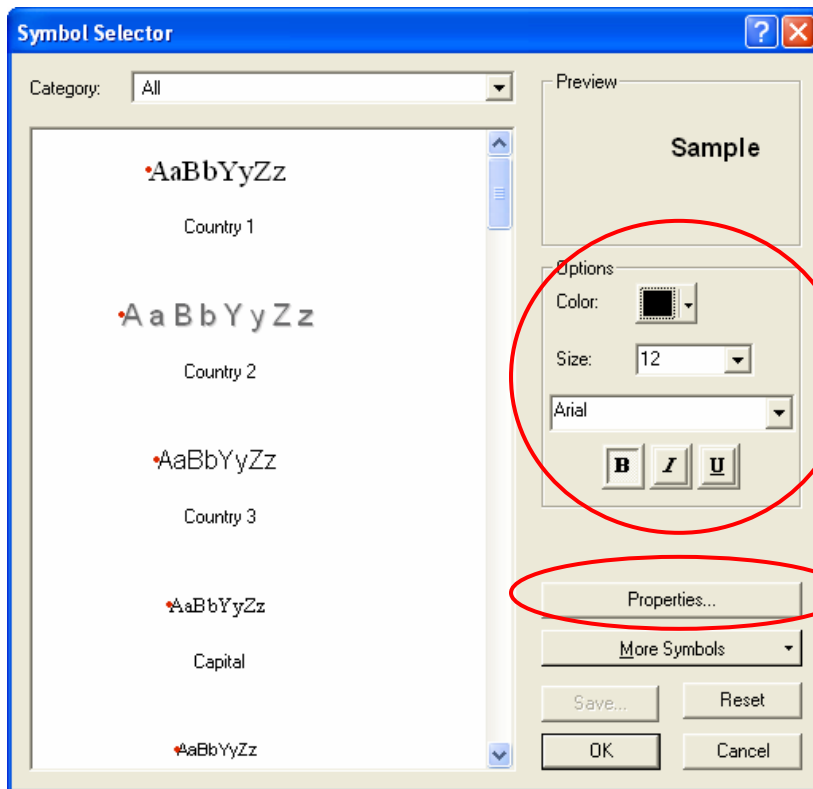 Symbol Selector
Category: All
•AaBbYyZz
Country 1
•AaBbYyZz
Country 2
•AaBbYyZz
Country 3
•AaBbYyZz
Capital
•AaBbYyZz
Preview
Sample
Options
Color:
Size: 12
Arial
B I U
Properties...
More Symbols
Save... Reset
OK Cancel